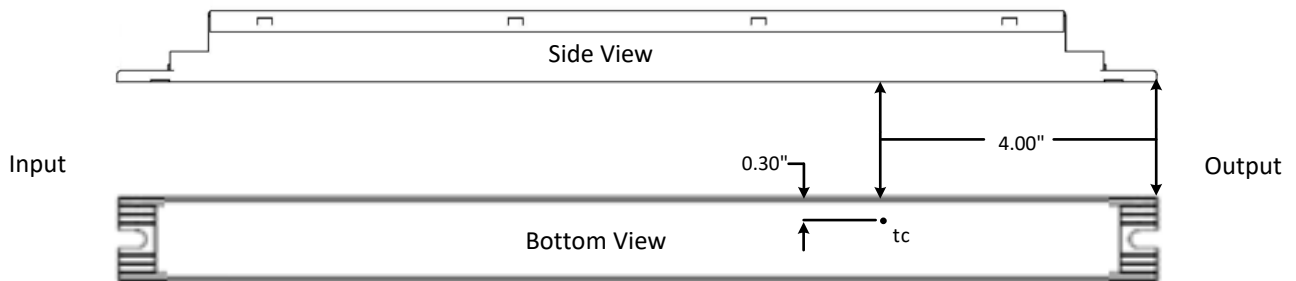 Side View
4.00"
Input
0.30"
Output
tc
Bottom View